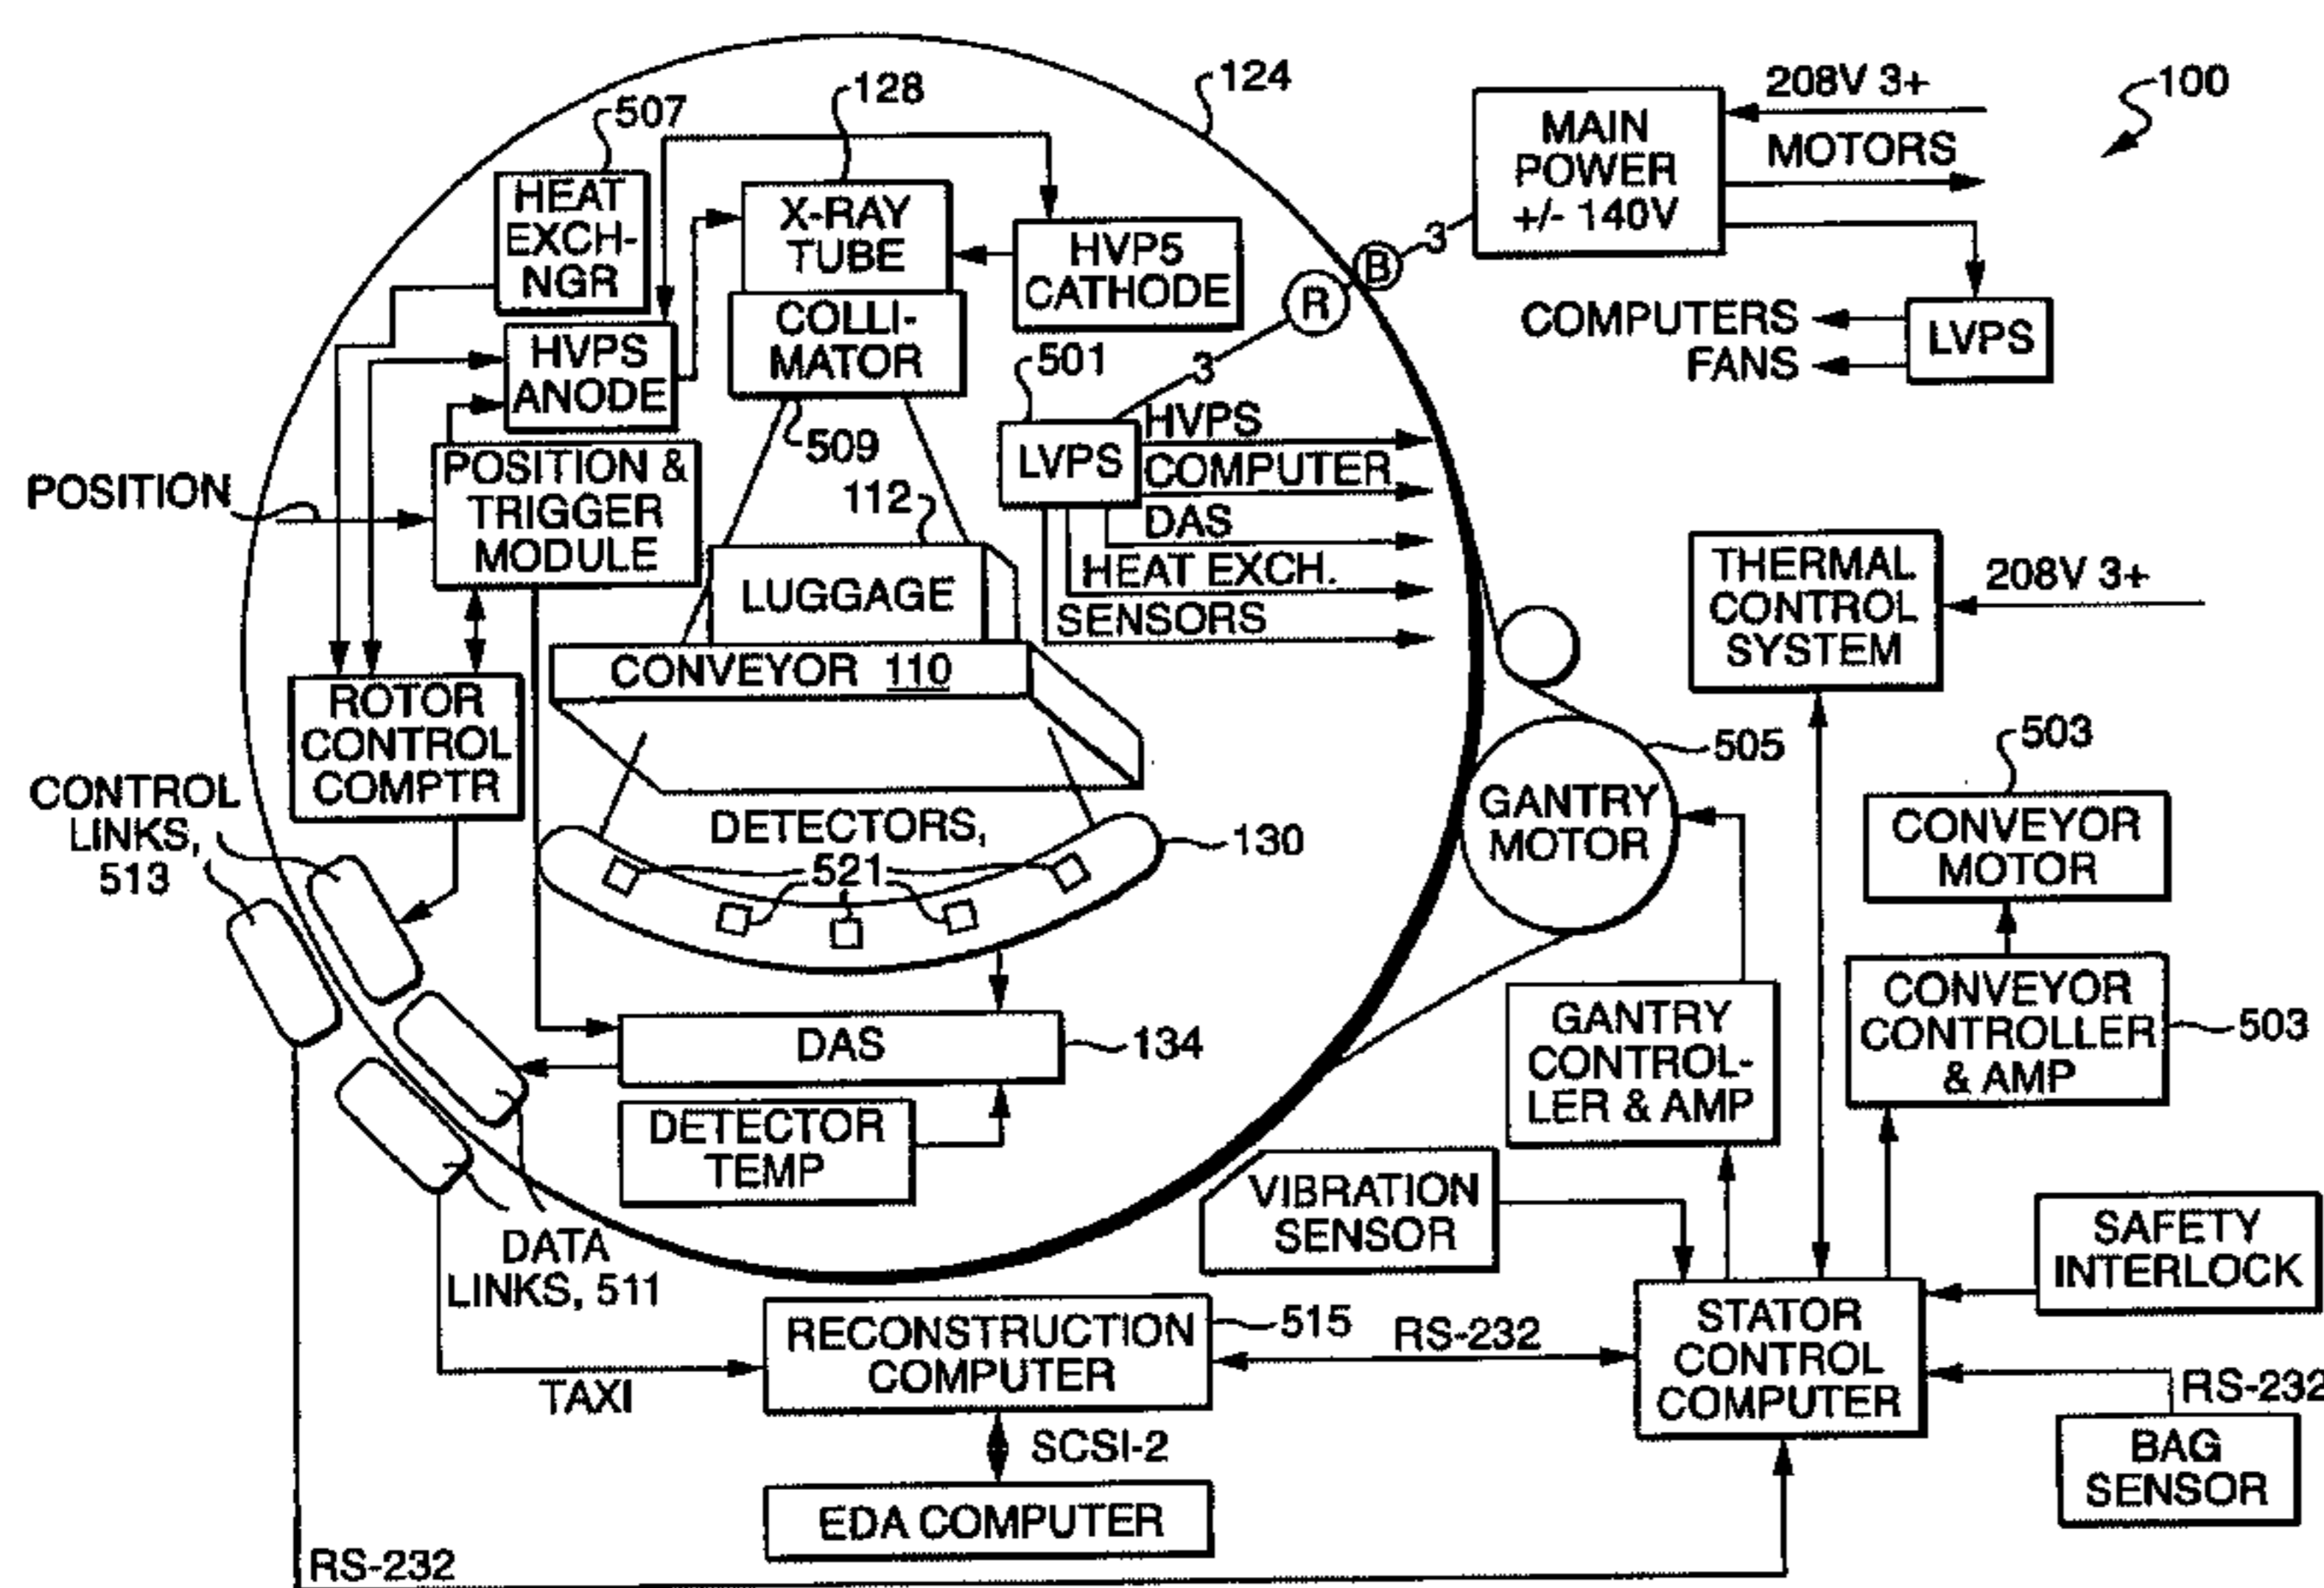 124
208V 3+
100
128
507
MAIN
POWER
+/- 140V
MOTORS
HEAT
EXCH-
NGR
X-RAY
TUBE
HVP5
CATHODE
3
B
R
COLLI-
MATOR
HVPS
ANODE
COMPUTERS
FANS
LVPS
501
3
509
HVPS
LVPS
COMPUTER
POSITION &
TRIGGER
MODULE
POSITION
112
DAS
HEAT EXCH.
SENSORS
LUGGAGE
CONVEYOR 110
THERMAL
CONTROL
SYSTEM
208V 3+
ROTOR
CONTROL
COMPTR
505
503
CONTROL
LINKS,
513
GANTRY
MOTOR
CONVEYOR
MOTOR
DETECTORS,
521
130
GANTRY
CONTROL-
LER & AMP
CONVEYOR
CONTROLLER
& AMP
503
DAS
134
DETECTOR
TEMP
VIBRATION
SENSOR
SAFETY
INTERLOCK
DATA
LINKS, 511
RECONSTRUCTION
COMPUTER
515
RS-232
STATOR
CONTROL
COMPUTER
TAXI
RS-232
SCSI-2
BAG
SENSOR
EDA COMPUTER
RS-232